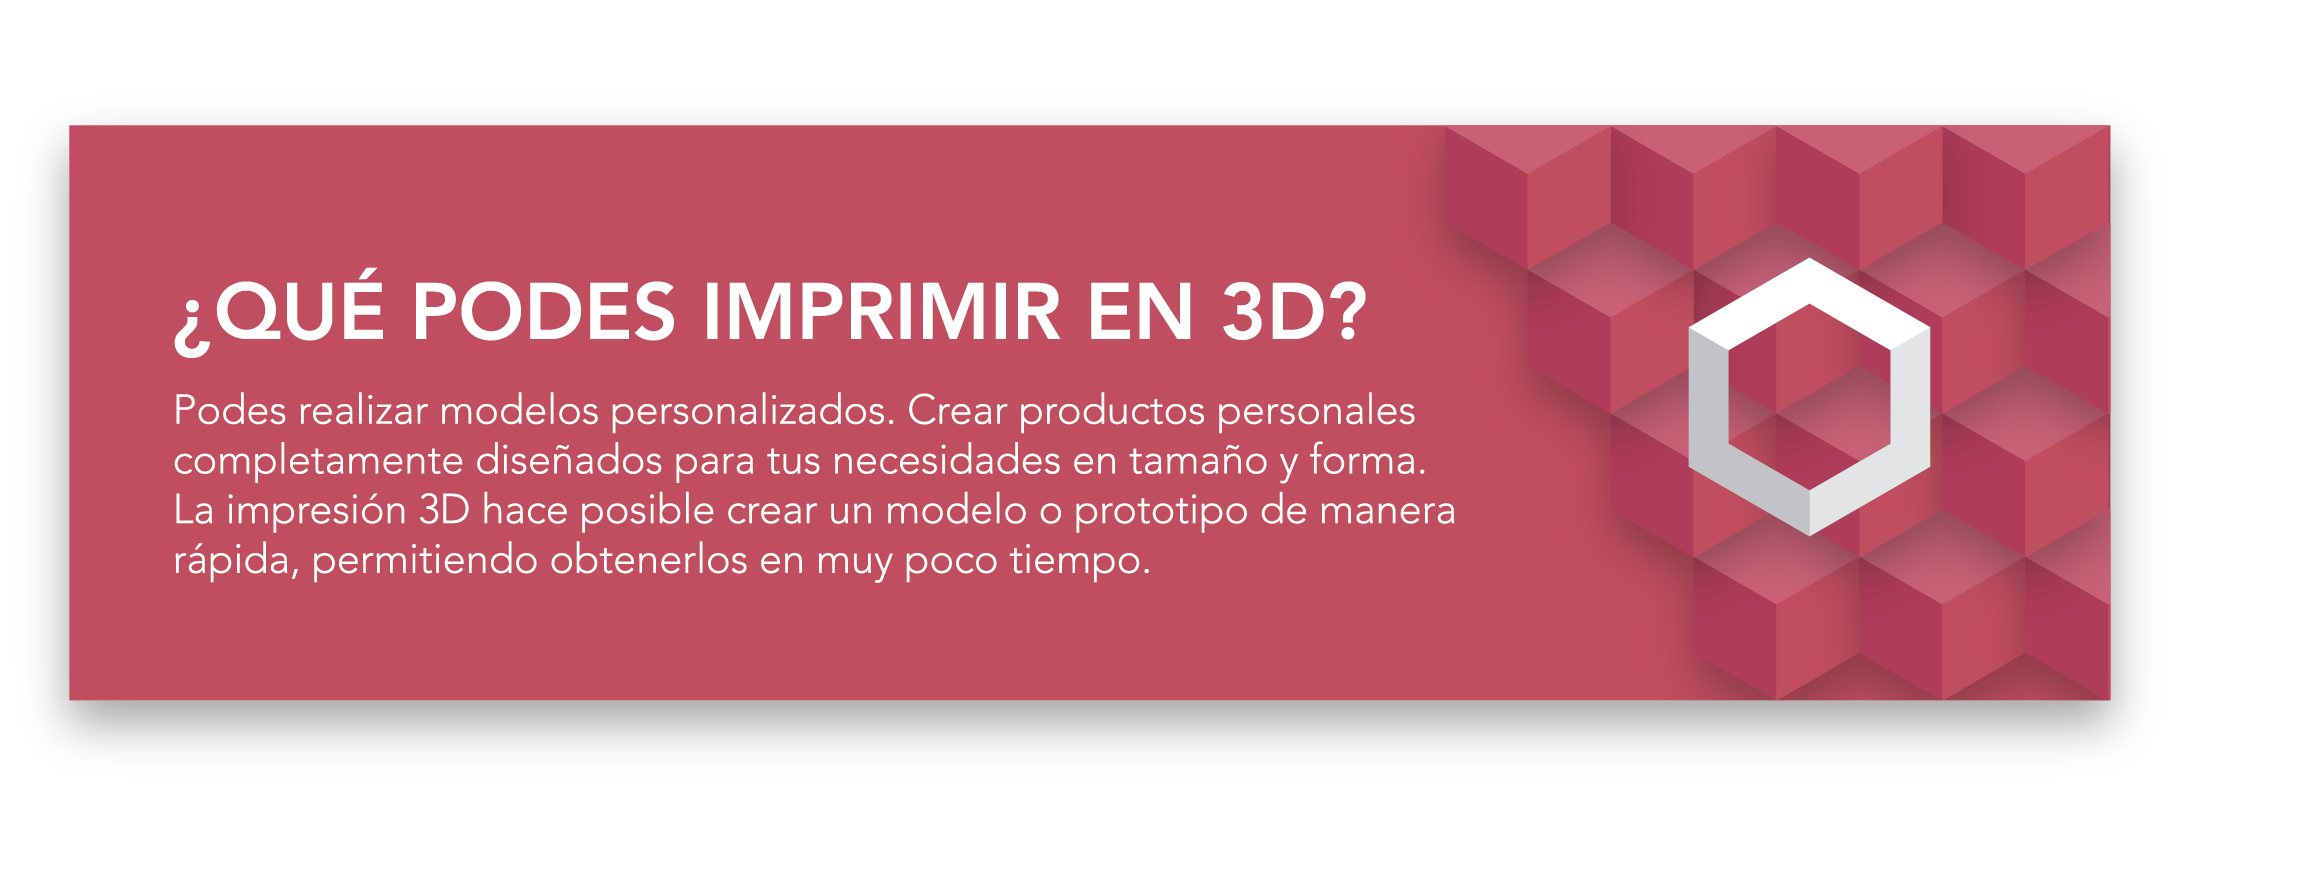 ¿QUÉ PODES IMPRIMIR EN 3D?
Podes realizar modelos personalizados. Crear productos personales
completamente diseñados para tus necesidades en tamaño y forma.
La impresión 3D hace posible crear un modelo o prototipo de manera
rápida, permitiendo obtenerlos en muy poco tiempo.